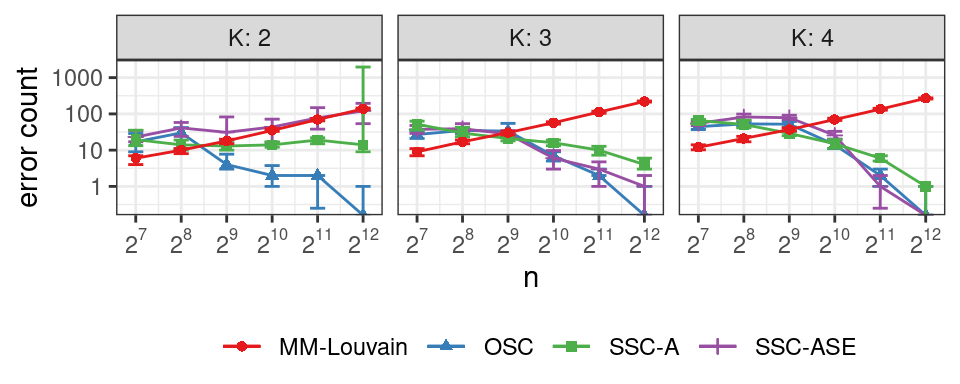 K: 2 K: 3 K: 4
1000
100
10
1
error count
2^7 2^8 2^9 2^10 2^11 2^12 2^7 2^8 2^9 2^10 2^11 2^12 2^7 2^8 2^9 2^10 2^11 2^12
n
MM-Louvain OSC SSC-A SSC-ASE